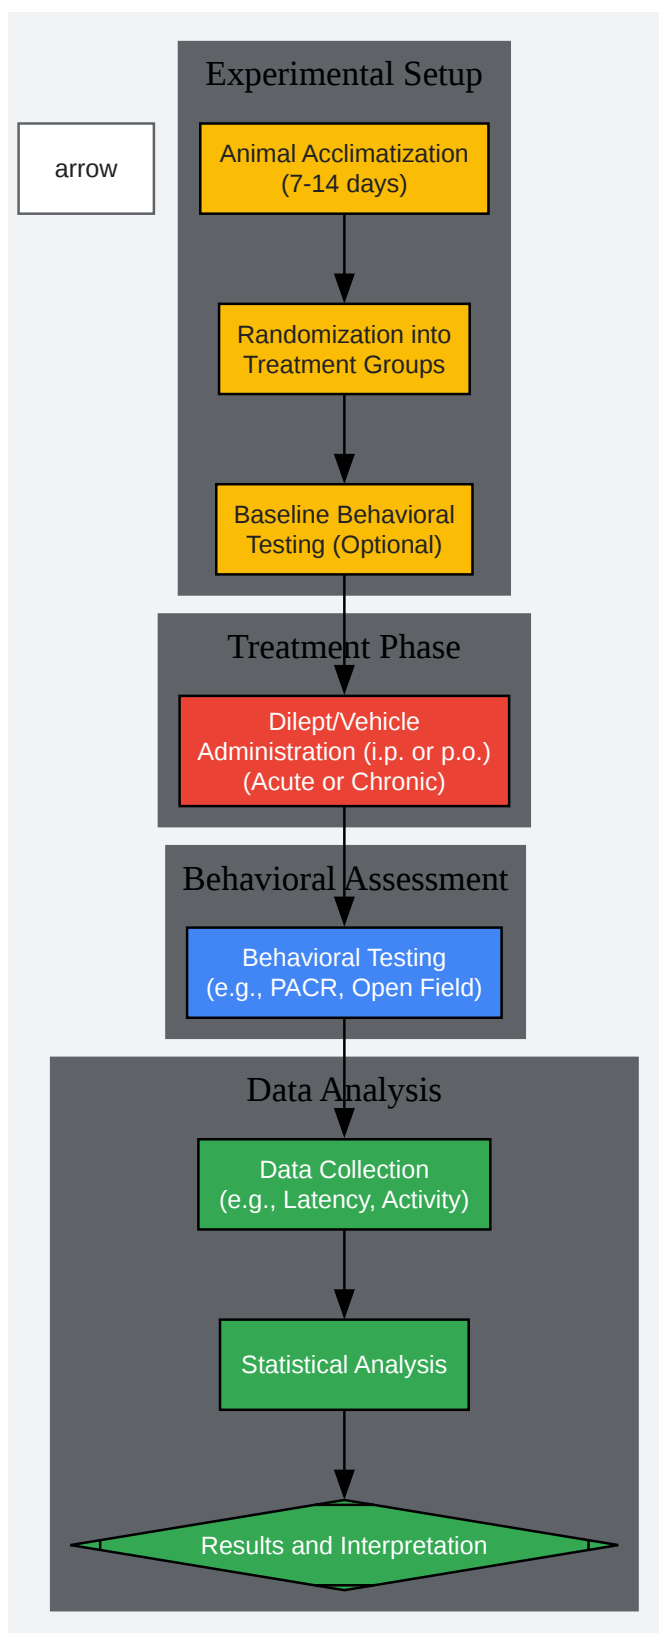 Experimental Setup
arrow
Animal Acclimatization
(7-14 days)
Randomization into
Treatment Groups
Baseline Behavioral
Testing (Optional)
Treatment Phase
Dilept/Vehicle
Administration (i.p. or p.o.)
(Acute or Chronic)
Behavioral Assessment
Behavioral Testing
(e.g., PACR, Open Field)
Data Analysis
Data Collection
(e.g., Latency, Activity)
Statistical Analysis
Results and Interpretation